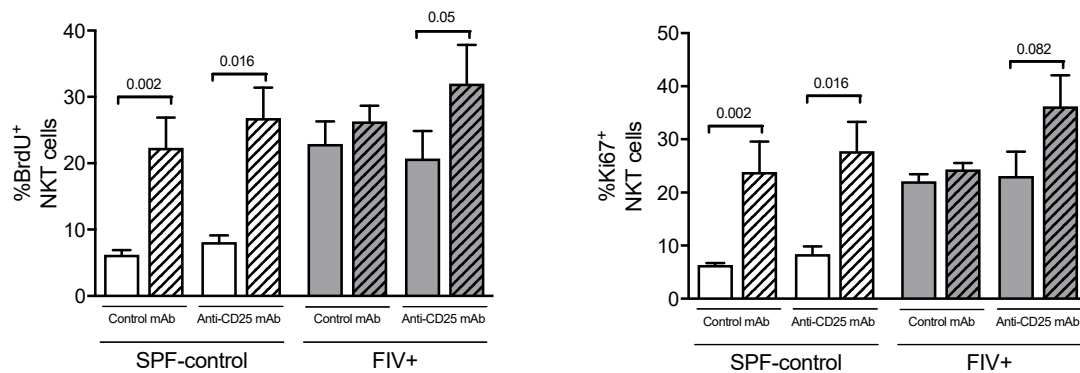 %BrdU+
NKT cells
40
30
20
10
0
0.002
0.016
0.05
Control mAb
Anti-CD25 mAb
Control mAb
Anti-CD25 mAb
SPF-control
FIV+
%Ki67+
NKT cells
50
40
30
20
10
0
0.002
0.016
0.082
Control mAb
Anti-CD25 mAb
Control mAb
Anti-CD25 mAb
SPF-control
FIV+